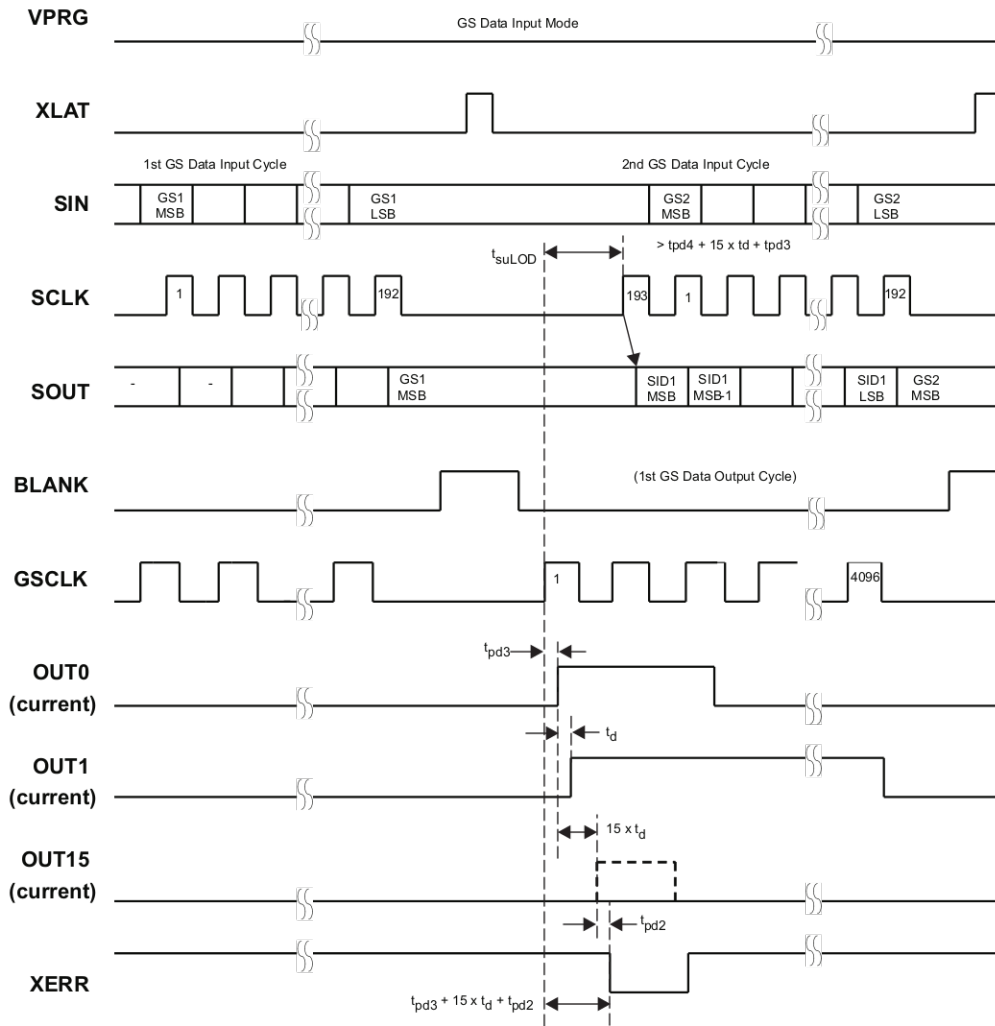 VPRG
GS Data Input Mode
XLAT
1st GS Data Input Cycle
2nd GS Data Input Cycle
SIN
GS1
MSB
GS1
LSB
GS2
MSB
GS2
LSB
tsuLOD
> tpd4 + 15 x td + tpd3
SCLK
1
192
193
1
192
SOUT
-
-
GS1
MSB
SID1
MSB
SID1
MSB-1
SID1
LSB
GS2
MSB
BLANK
(1st GS Data Output Cycle)
GSCLK
1
4096
tpd3
OUT0
(current)
td
OUT1
(current)
15 x td
OUT15
(current)
tpd2
XERR
tpd3 + 15 x td + tpd2